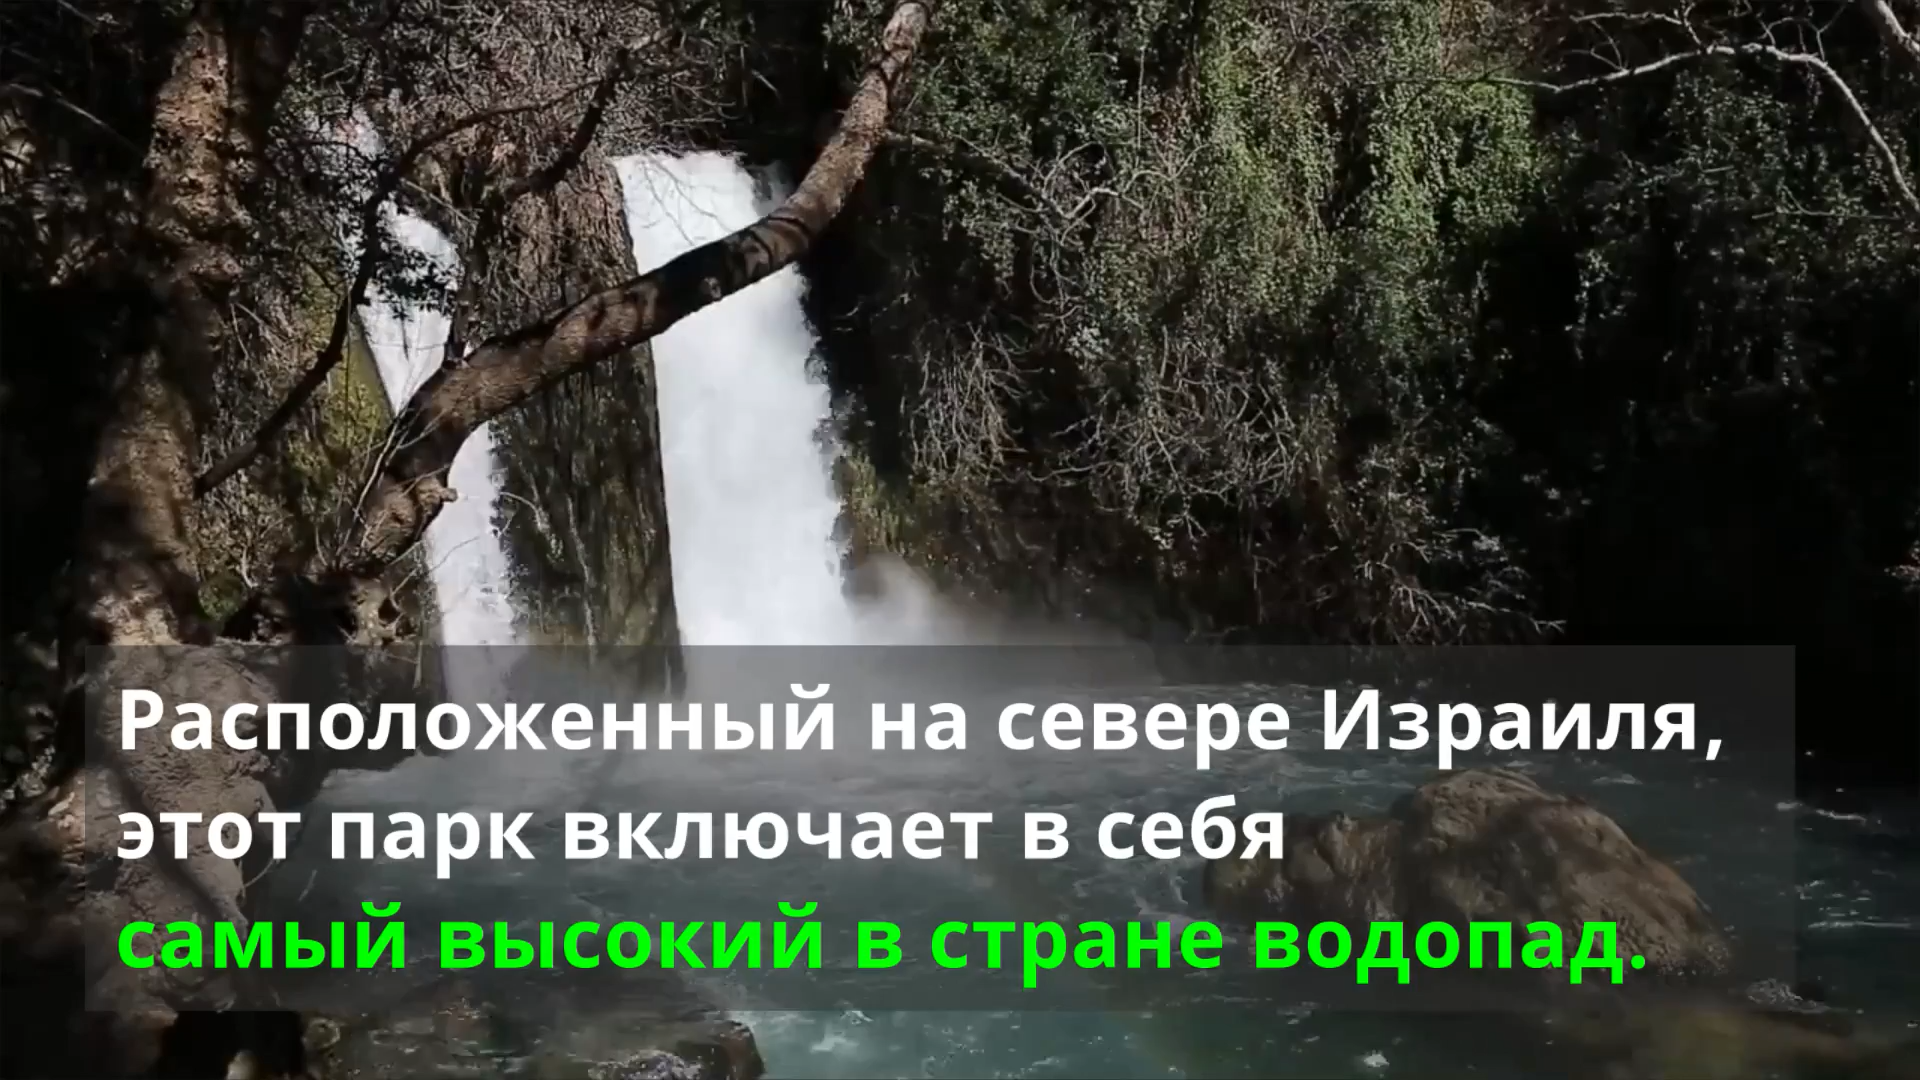 Расположенный на севере Израиля,
этот парк включает в себя
самый высокий в стране водопад.